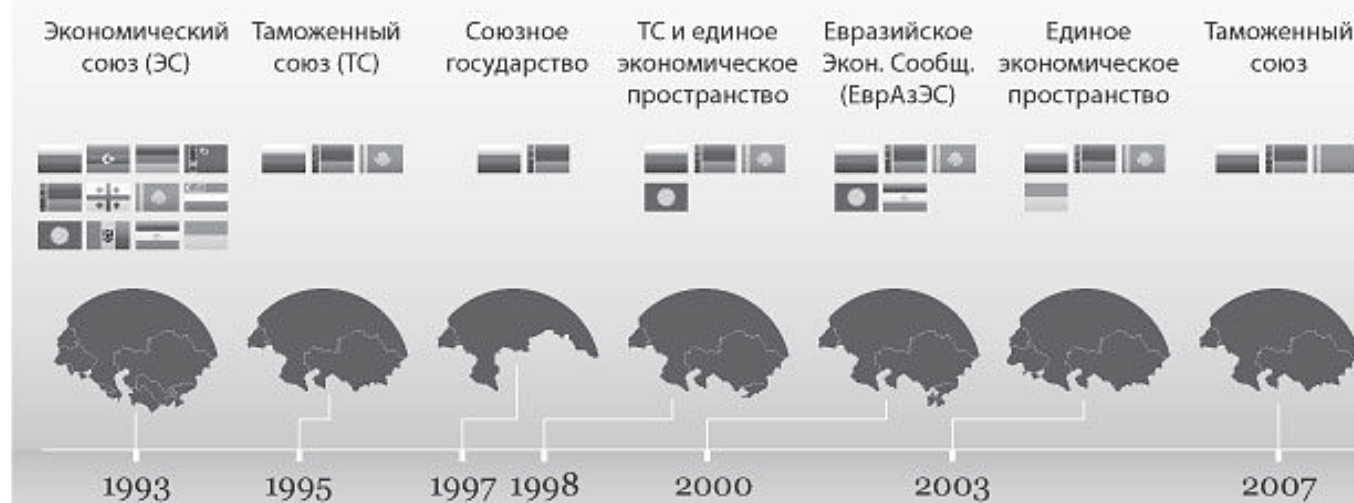 Экономический
союз (ЭС)
Таможенный
союз (ТС)
Союзное
государство
ТС и единое
экономическое
пространство
Евразийское
Экон. Сообщ.
(ЕврАзЭС)
Единое
экономическое
пространство
Таможенный
союз
1993
1995
1997
1998
2000
2003
2007